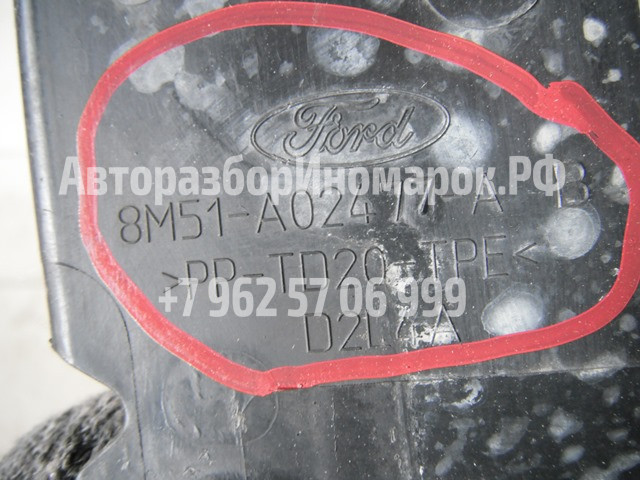 Ford
АвторазборИномарок.РФ
8M51-A02474-A B
>PP-TD20-TPE<
+7 962 57 06 999